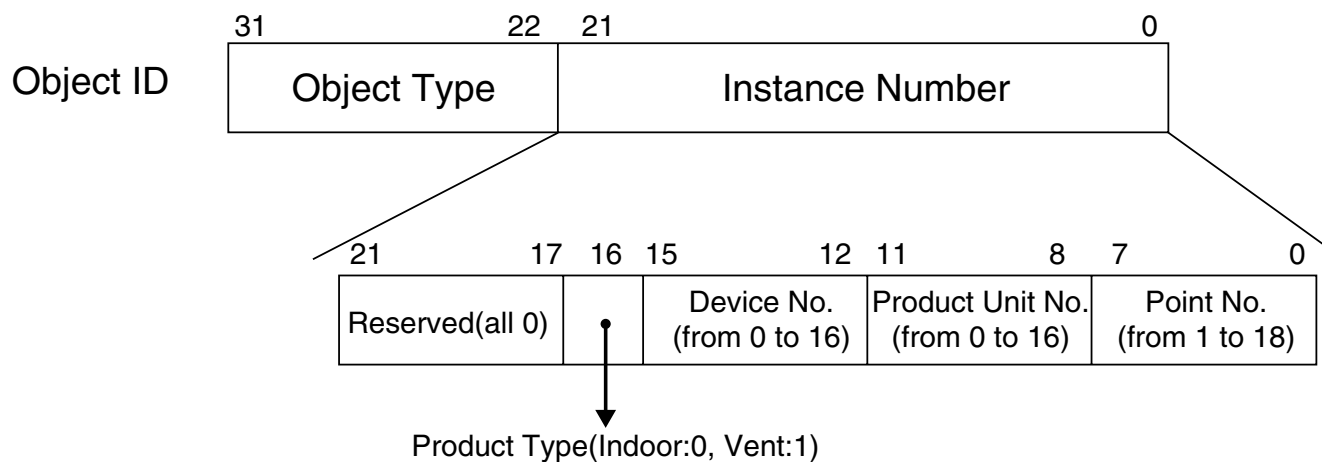 31 22 21 0
Object ID Object Type Instance Number
21 17 16 15 12 11 8 7 0
Reserved(all 0) Device No. (from 0 to 16) Product Unit No. (from 0 to 16) Point No. (from 1 to 18)
Product Type(Indoor:0, Vent:1)